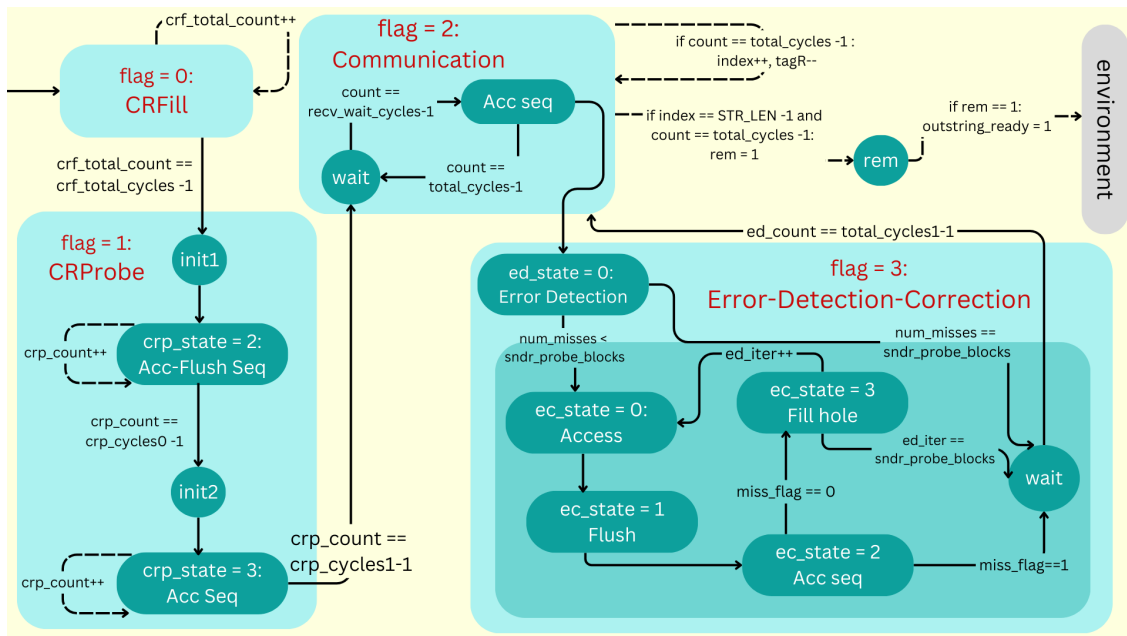 crf_total_count++
flag = 0:
CRFill
crf_total_count ==
crf_total_cycles -1
flag = 1:
CRProbe
init1
crp_state = 2:
Acc-Flush Seq
crp_count++
crp_count ==
crp_cycles0 -1
init2
crp_state = 3:
Acc Seq
crp_count++
crp_count ==
crp_cycles1-1
flag = 2:
Communication
count ==
recv_wait_cycles-1
Acc seq
wait
count ==
total_cycles-1
if count == total_cycles -1 :
index++, tagR--
if index == STR_LEN -1 and
count == total_cycles -1:
rem = 1
rem
if rem == 1:
outstring_ready = 1
environment
ed_count == total_cycles1-1
flag = 3:
Error-Detection-Correction
ed_state = 0:
Error Detection
num_misses <
sndr_probe_blocks
num_misses ==
sndr_probe_blocks
ed_iter++
ec_state = 0:
Access
ec_state = 3
Fill hole
ed_iter ==
sndr_probe_blocks
wait
miss_flag == 0
ec_state = 1
Flush
ec_state = 2
Acc seq
miss_flag==1